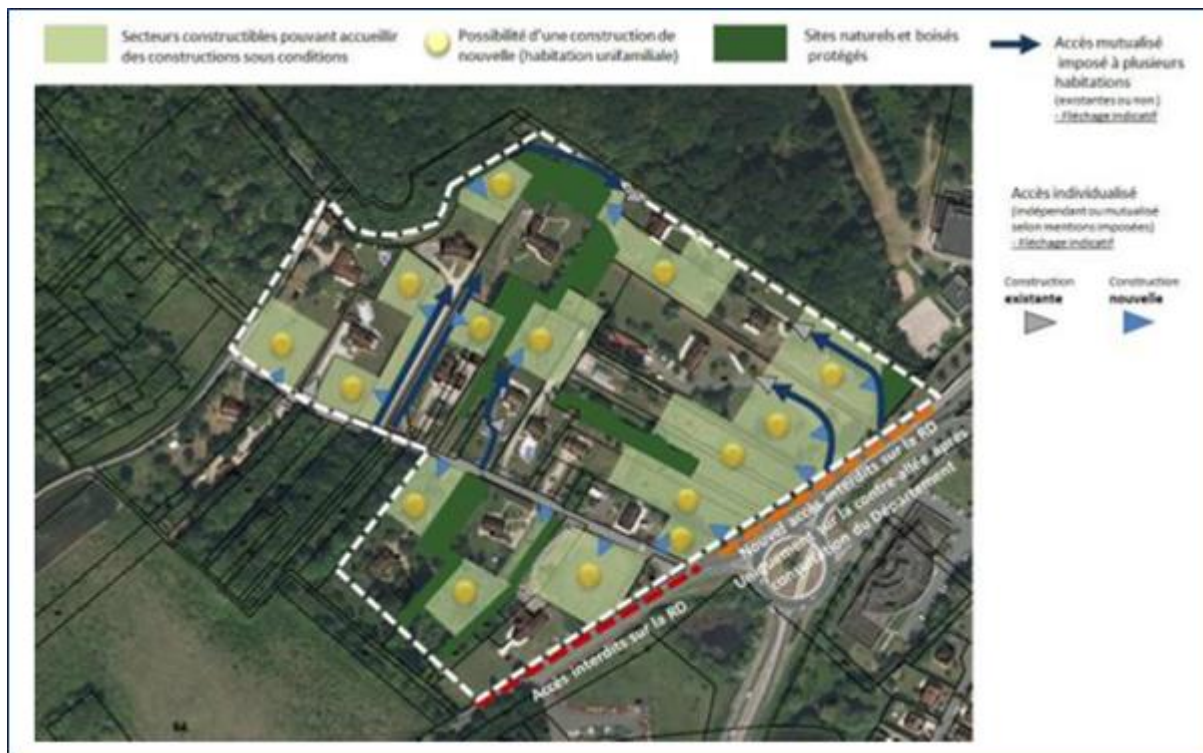 Secteurs constructibles pouvant accueillir
des constructions sous conditions
Possibilité d'une construction de
nouvelle (habitation unifamiliale)
Sites naturels et boisés
protégés
Accès mutualisé
imposé à plusieurs
habitations
(existantes ou non)
- Fléchage indicatif
Accès individualisé
(indépendant ou mutualisé
selon mentions imposées)
- Fléchage indicatif
Construction
existante
Construction
nouvelle
Nouvel accès interdits sur la RD
Uniquement sur la contre-allée après
consultation du Département
Accès interdits sur la RD